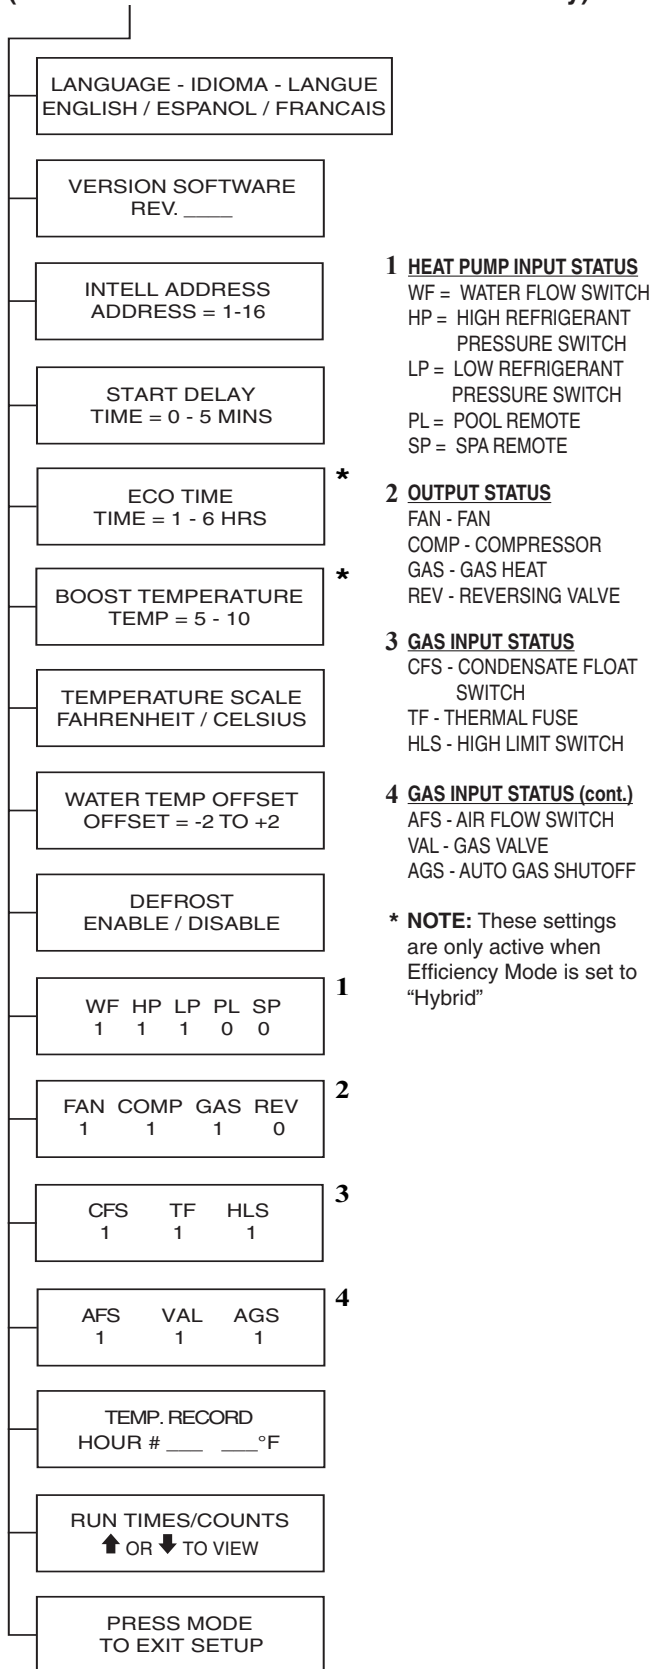 LANGUAGE - IDIOMA - LANGUE
ENGLISH / ESPANOL / FRANCAIS
VERSION SOFTWARE
REV. ____
INTELL ADDRESS
ADDRESS = 1-16
START DELAY
TIME = 0 - 5 MINS
ECO TIME
TIME = 1 - 6 HRS
*
BOOST TEMPERATURE
TEMP = 5 - 10
*
TEMPERATURE SCALE
FAHRENHEIT / CELSIUS
WATER TEMP OFFSET
OFFSET = -2 TO +2
DEFROST
ENABLE / DISABLE
1
WF HP LP PL SP
1 1 1 0 0
2
FAN COMP GAS REV
1 1 1 0
3
CFS TF HLS
1 1 1
4
AFS VAL AGS
1 1 1
TEMP. RECORD
HOUR # ___ ___°F
RUN TIMES/COUNTS
⬆ OR ⬇ TO VIEW
PRESS MODE
TO EXIT SETUP
1 HEAT PUMP INPUT STATUS
WF = WATER FLOW SWITCH
HP = HIGH REFRIGERANT
PRESSURE SWITCH
LP = LOW REFRIGERANT
PRESSURE SWITCH
PL = POOL REMOTE
SP = SPA REMOTE
2 OUTPUT STATUS
FAN - FAN
COMP - COMPRESSOR
GAS - GAS HEAT
REV - REVERSING VALVE
3 GAS INPUT STATUS
CFS - CONDENSATE FLOAT
SWITCH
TF - THERMAL FUSE
HLS - HIGH LIMIT SWITCH
4 GAS INPUT STATUS (cont.)
AFS - AIR FLOW SWITCH
VAL - GAS VALVE
AGS - AUTO GAS SHUTOFF
* NOTE: These settings
are only active when
Efficiency Mode is set to
“Hybrid”